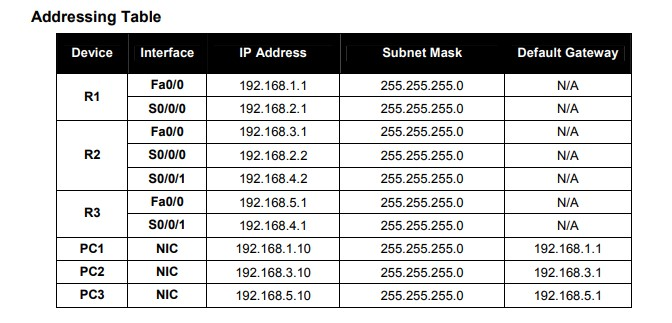 Addressing Table
Device Interface IP Address Subnet Mask Default Gateway
R1 Fa0/0 192.168.1.1 255.255.255.0 N/A
S0/0/0 192.168.2.1 255.255.255.0 N/A
R2 Fa0/0 192.168.3.1 255.255.255.0 N/A
S0/0/0 192.168.2.2 255.255.255.0 N/A
S0/0/1 192.168.4.2 255.255.255.0 N/A
R3 Fa0/0 192.168.5.1 255.255.255.0 N/A
S0/0/1 192.168.4.1 255.255.255.0 N/A
PC1 NIC 192.168.1.10 255.255.255.0 192.168.1.1
PC2 NIC 192.168.3.10 255.255.255.0 192.168.3.1
PC3 NIC 192.168.5.10 255.255.255.0 192.168.5.1